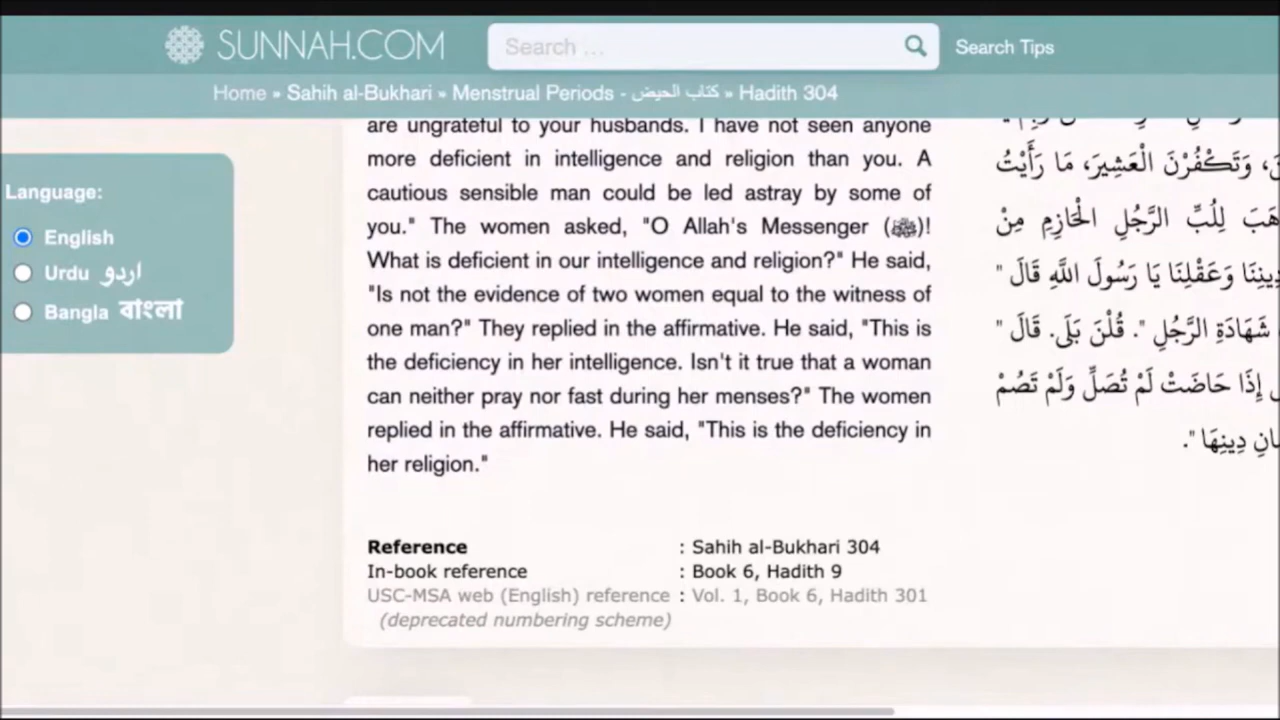 SUNNAH.COM
Search ...
Search Tips
Home » Sahih al-Bukhari » Menstrual Periods - كتاب الحيض » Hadith 304
Language:
English
Urdu اردو
Bangla বাংলা
are ungrateful to your husbands. I have not seen anyone
more deficient in intelligence and religion than you. A
cautious sensible man could be led astray by some of
you." The women asked, "O Allah's Messenger (ﷺ)!
What is deficient in our intelligence and religion?" He said,
"Is not the evidence of two women equal to the witness of
one man?" They replied in the affirmative. He said, "This is
the deficiency in her intelligence. Isn't it true that a woman
can neither pray nor fast during her menses?" The women
replied in the affirmative. He said, "This is the deficiency in
her religion."
وَتَكْفُرْنَ الْعَشِيرَ، مَا رَأَيْتُ
لِلُبِّ الرَّجُلِ الْحَازِمِ مِنْ
وَعَقْلِنَا يَا رَسُولَ اللَّهِ قَالَ "
شَهَادَةِ الرَّجُلِ ". قُلْنَ بَلَى. قَالَ "
إِذَا حَاضَتْ لَمْ تُصَلِّ وَلَمْ تَصُمْ
دِينِهَا ".
Reference : Sahih al-Bukhari 304
In-book reference : Book 6, Hadith 9
USC-MSA web (English) reference : Vol. 1, Book 6, Hadith 301
(deprecated numbering scheme)